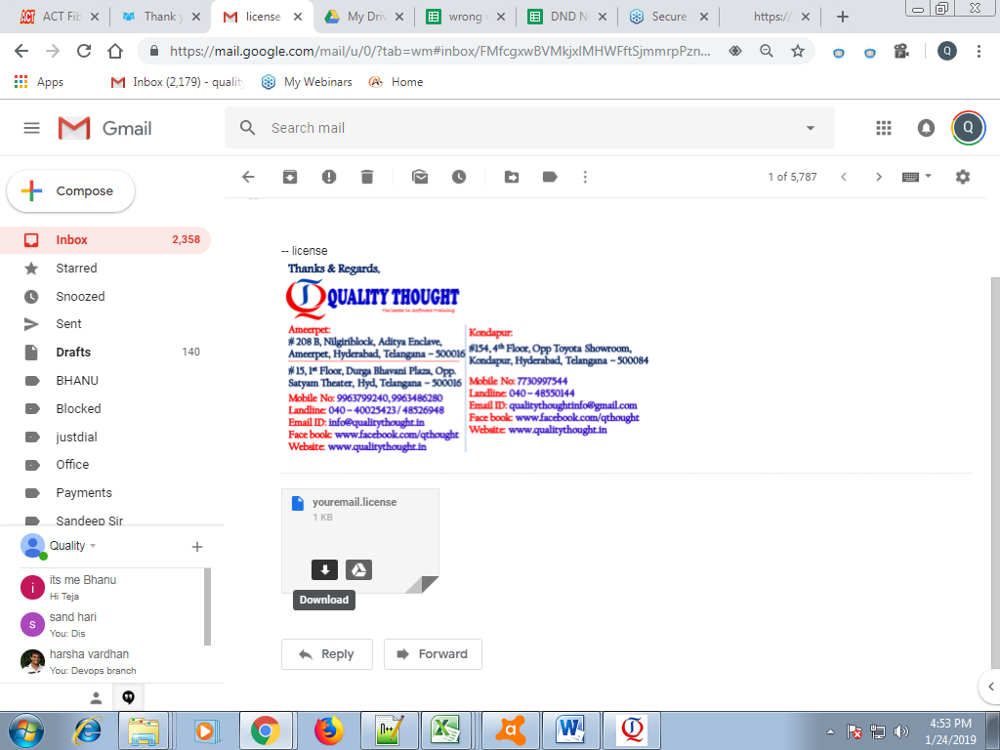 ACT Fib
Thank y
license
My Driv
wrong n
DND N
Secure
https://
https://mail.google.com/mail/u/0/?tab=wm#inbox/FMfcgxwBVMkjxlMHWFftSjmmrpPzn...
Q
Apps
Inbox (2,179) - qualit
My Webinars
Home
Gmail
Search mail
Q
Compose
1 of 5,787
Inbox 2,358
Starred
Snoozed
Sent
Drafts 140
BHANU
Blocked
justdial
Office
Payments
Sandeep Sir
Quality
its me Bhanu
Hi Teja
sand hari
You: Dis
harsha vardhan
You: Devops branch
-- license
Thanks & Regards,
QUALITY THOUGHT
The leader in Software Training
Ameerpet:
# 208 B, Nilgiriblock, Aditya Enclave,
Ameerpet, Hyderabad, Telangana – 500016
# 15, 1st Floor, Durga Bhavani Plaza, Opp.
Satyam Theater, Hyd, Telangana – 500016
Mobile No: 9963799240, 9963486280
Landline: 040 – 40025423 / 48526948
Email ID: info@qualitythought.in
Face book: www.facebook.com/qthought
Website: www.qualitythought.in
Kondapur:
#154, 4th Floor, Opp Toyota Showroom,
Kondapur, Hyderabad, Telangana – 500084
Mobile No: 7730997544
Landline: 040 – 48550144
Email ID: qualitythoughtinfo@gmail.com
Face book: www.facebook.com/qthought
Website: www.qualitythought.in
youremail.license
1 KB
Download
Reply
Forward
4:53 PM
1/24/2019